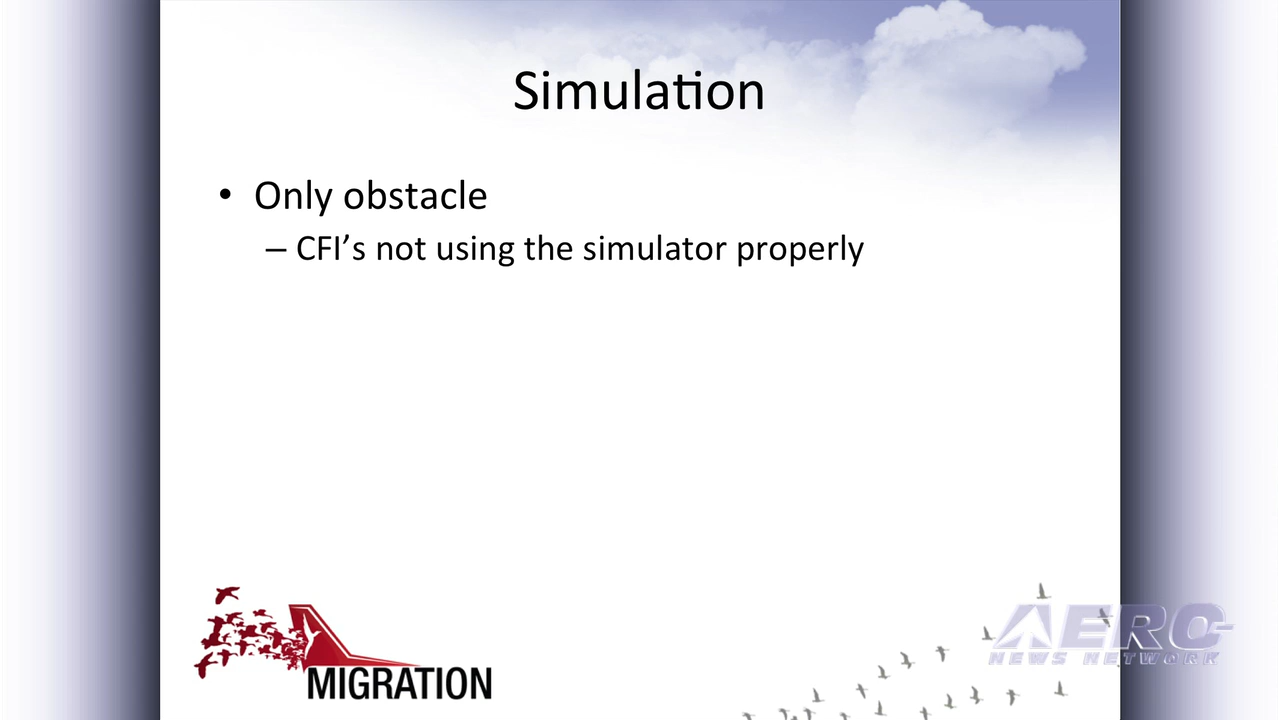 Simulation
• Only obstacle
– CFI’s not using the simulator properly
MIGRATION
AERO
NEWS NETWORK